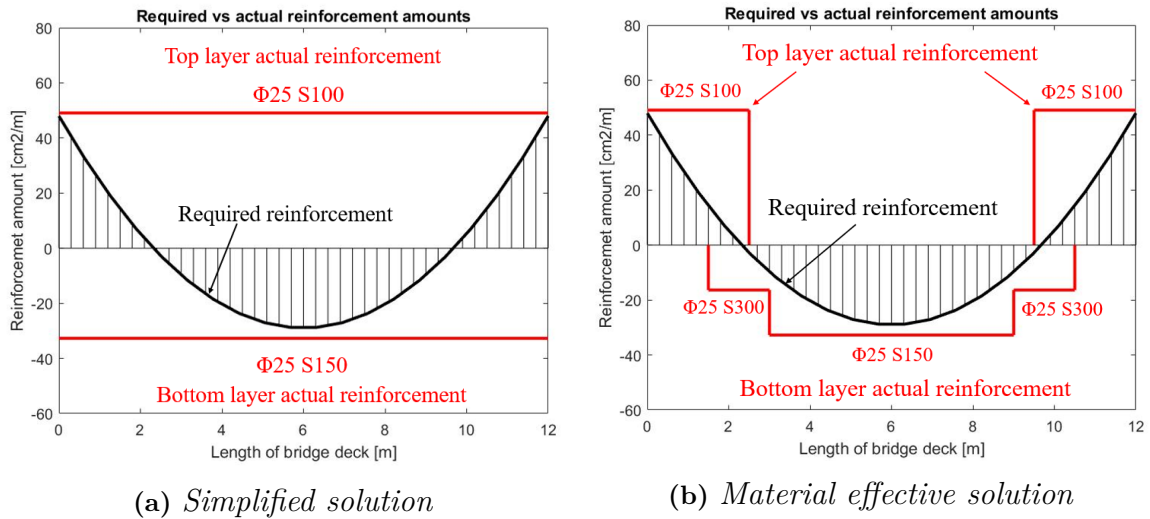 Required vs actual reinforcement amounts
80
60
40
20
0
-20
-40
-60
Reinforcemet amount [cm2/m]
Top layer actual reinforcement
Φ25 S100
Required reinforcement
Φ25 S150
Bottom layer actual reinforcement
0 2 4 6 8 10 12
Length of bridge deck [m]
(a) Simplified solution
Required vs actual reinforcement amounts
80
60
40
20
0
-20
-40
-60
Reinforcemet amount [cm2/m]
Top layer actual reinforcement
Φ25 S100 Φ25 S100
Required reinforcement
Φ25 S300 Φ25 S300
Φ25 S150
Bottom layer actual reinforcement
0 2 4 6 8 10 12
Length of bridge deck [m]
(b) Material effective solution